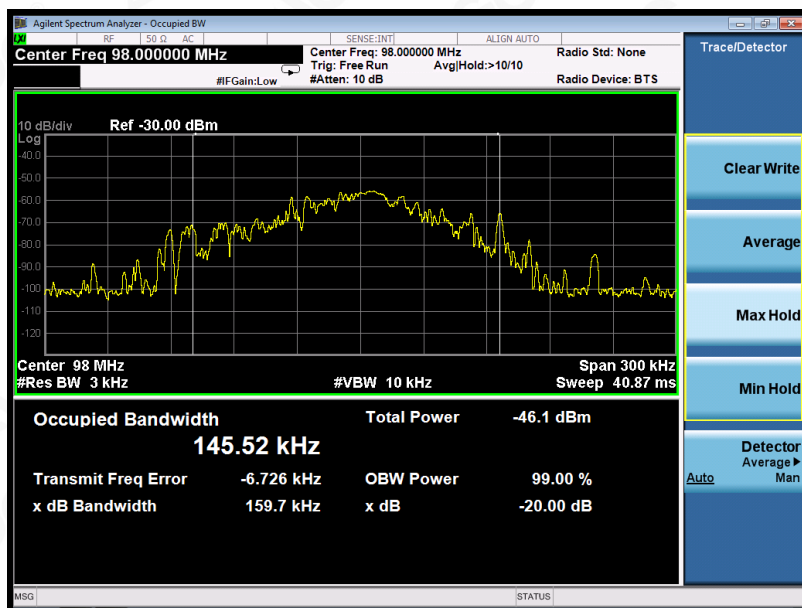 Agilent Spectrum Analyzer - Occupied BW
LXI RF 50 Ω AC SENSE:INT ALIGN AUTO
Center Freq 98.000000 MHz
Center Freq: 98.000000 MHz
Radio Std: None
Trig: Free Run Avg|Hold:>10/10
#IFGain:Low
#Atten: 10 dB
Radio Device: BTS
10 dB/div Ref -30.00 dBm
Log
-40.0
-50.0
-60.0
-70.0
-80.0
-90.0
-100
-110
-120
Center 98 MHz Span 300 kHz
#Res BW 3 kHz #VBW 10 kHz Sweep 40.87 ms
Occupied Bandwidth Total Power -46.1 dBm
145.52 kHz
Transmit Freq Error -6.726 kHz OBW Power 99.00 %
x dB Bandwidth 159.7 kHz x dB -20.00 dB
MSG STATUS
Trace/Detector
Clear Write
Average
Max Hold
Min Hold
Detector
Average
Auto Man